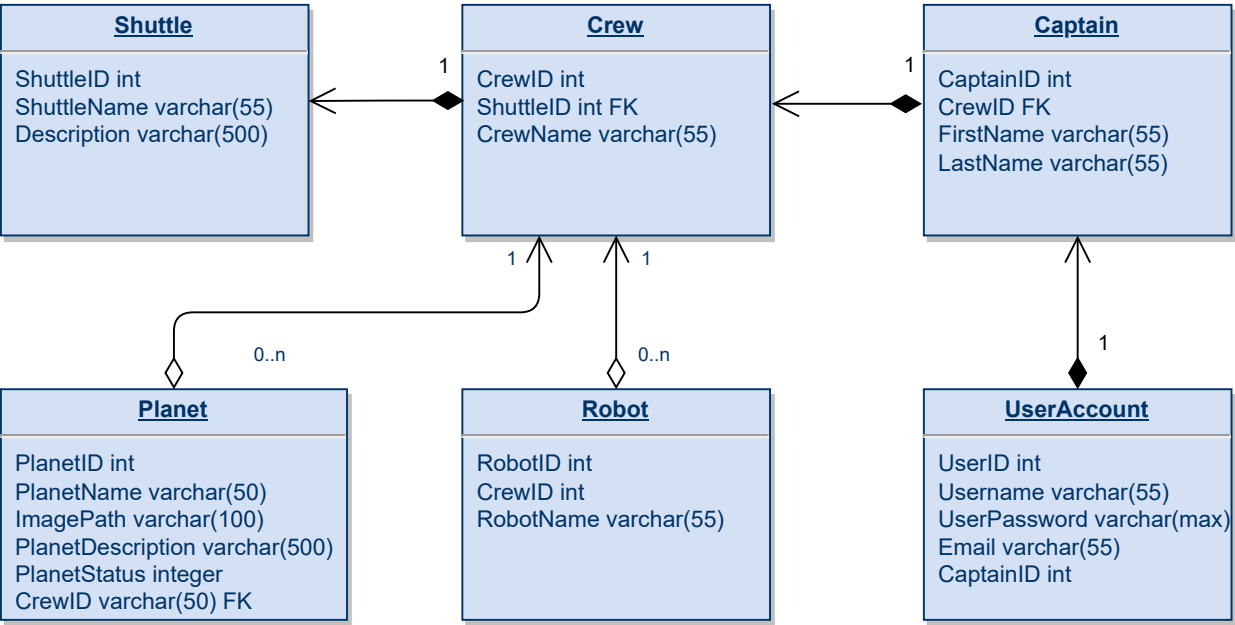 Shuttle
ShuttleID int
ShuttleName varchar(55)
Description varchar(500)
1
Crew
CrewID int
ShuttleID int FK
CrewName varchar(55)
1
Captain
CaptainID int
CrewID FK
FirstName varchar(55)
LastName varchar(55)
1
1
0..n
0..n
1
Planet
PlanetID int
PlanetName varchar(50)
ImagePath varchar(100)
PlanetDescription varchar(500)
PlanetStatus integer
CrewID varchar(50) FK
Robot
RobotID int
CrewID int
RobotName varchar(55)
UserAccount
UserID int
Username varchar(55)
UserPassword varchar(max)
Email varchar(55)
CaptainID int